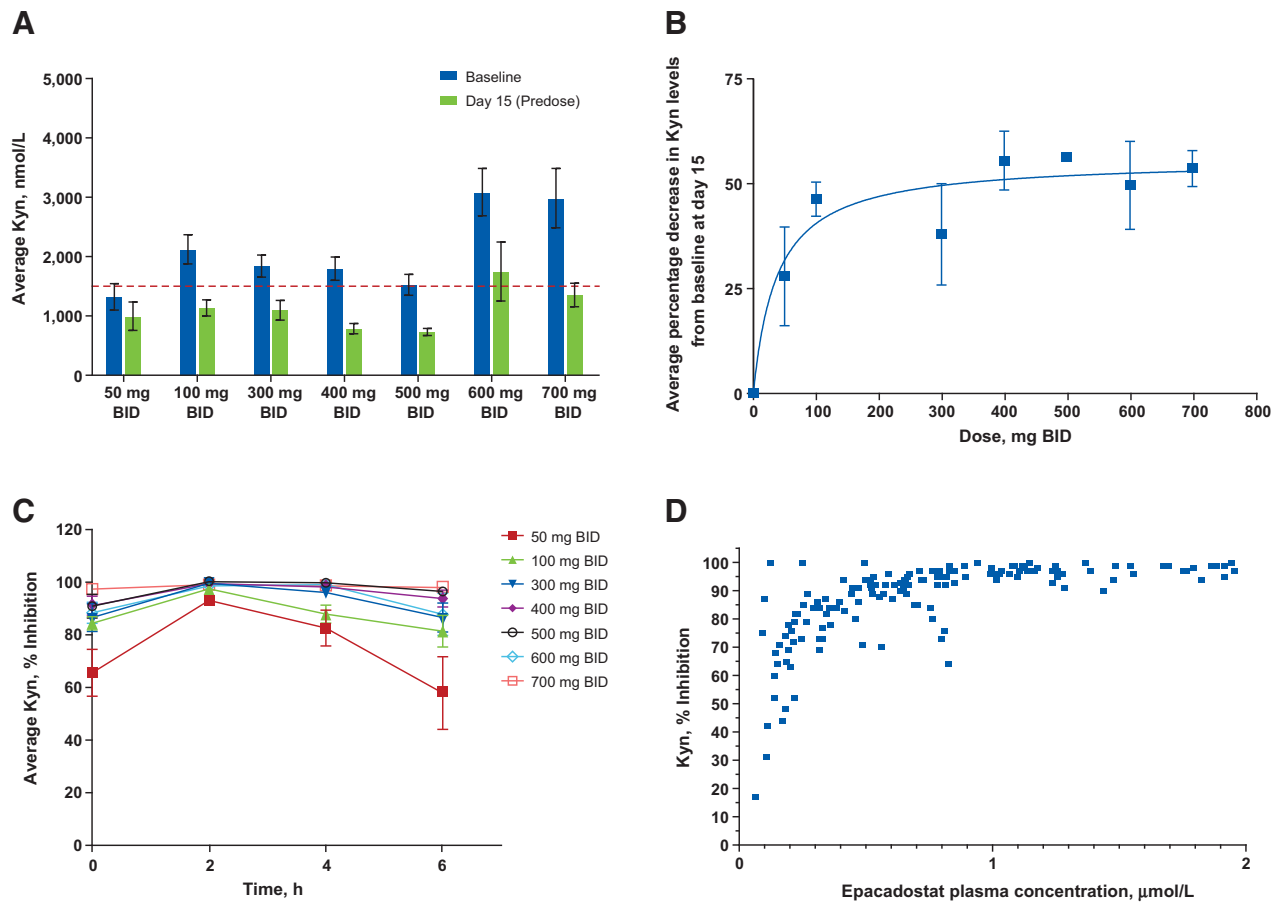 A
Average Kyn, nmol/L
5,000
4,000
3,000
2,000
1,000
0
Baseline
Day 15 (Predose)
50 mg BID
100 mg BID
300 mg BID
400 mg BID
500 mg BID
600 mg BID
700 mg BID
B
Average percentage decrease in Kyn levels
from baseline at day 15
75
50
25
0
0 100 200 300 400 500 600 700 800
Dose, mg BID
C
Average Kyn, % Inhibition
120
100
80
60
40
20
0
0 2 4 6
Time, h
50 mg BID
100 mg BID
300 mg BID
400 mg BID
500 mg BID
600 mg BID
700 mg BID
D
Kyn, % Inhibition
100
90
80
70
60
50
40
30
20
10
0
0 1 2
Epacadostat plasma concentration, μmol/L